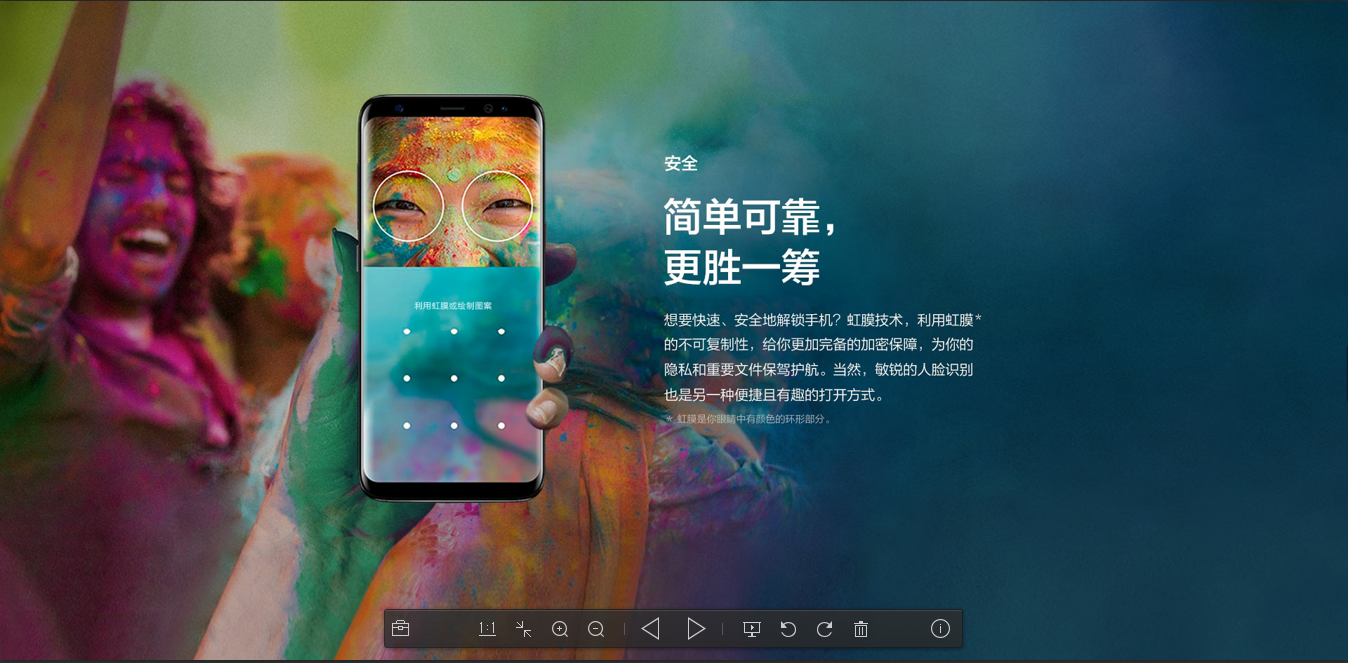 安全
简单可靠，
更胜一筹
想要快速、安全地解锁手机？虹膜技术，利用虹膜*
的不可复制性，给你更加完备的加密保障，为你的
隐私和重要文件保驾护航。当然，敏锐的人脸识别
也是另一种便捷且有趣的打开方式。
*.虹膜是你眼睛中有颜色的环形部分。
利用虹膜或绘制图案
1:1